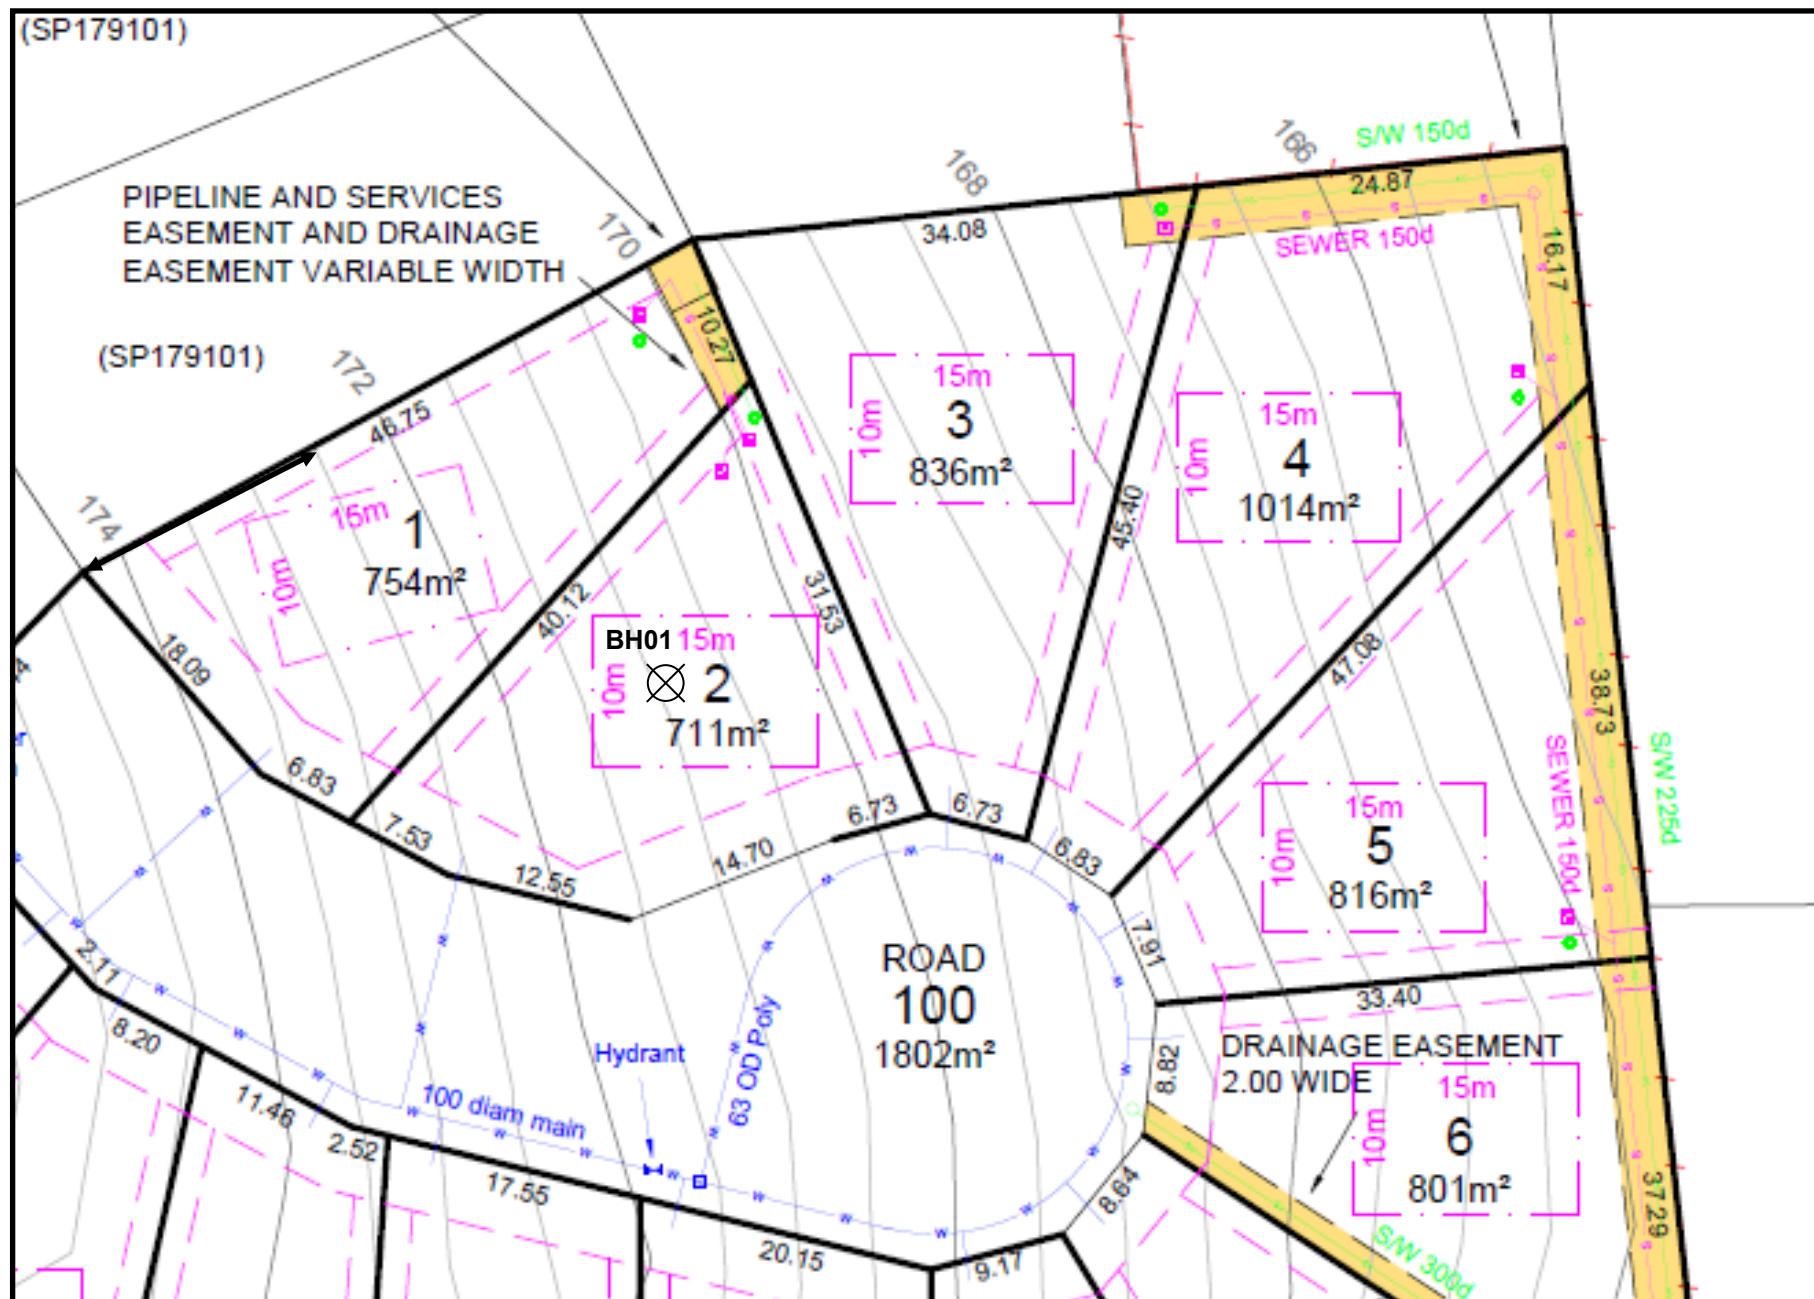 (SP179101)
S/W 150d
166
168
24.87
PIPELINE AND SERVICES
EASEMENT AND DRAINAGE
EASEMENT VARIABLE WIDTH
170
34.08
SEWER 150d
16.17
10.27
(SP179101)
172
46.75
15m
10m
3
836m²
15m
10m
4
1014m²
174
15m
10m
1
754m²
45.40
40.12
31.53
BH01
15m
10m
2
711m²
18.09
47.08
38.73
SEWER 150d
S/W 225d
6.83
7.53
12.55
14.70
6.73
6.73
6.83
15m
10m
5
816m²
7.91
2.11
ROAD
100
1802m²
33.40
8.20
Hydrant
63 OD Poly
8.82
DRAINAGE EASEMENT
2.00 WIDE
15m
10m
6
801m²
11.46
100 diam main
2.52
17.55
8.64
37.29
20.15
9.17
S/W 300d